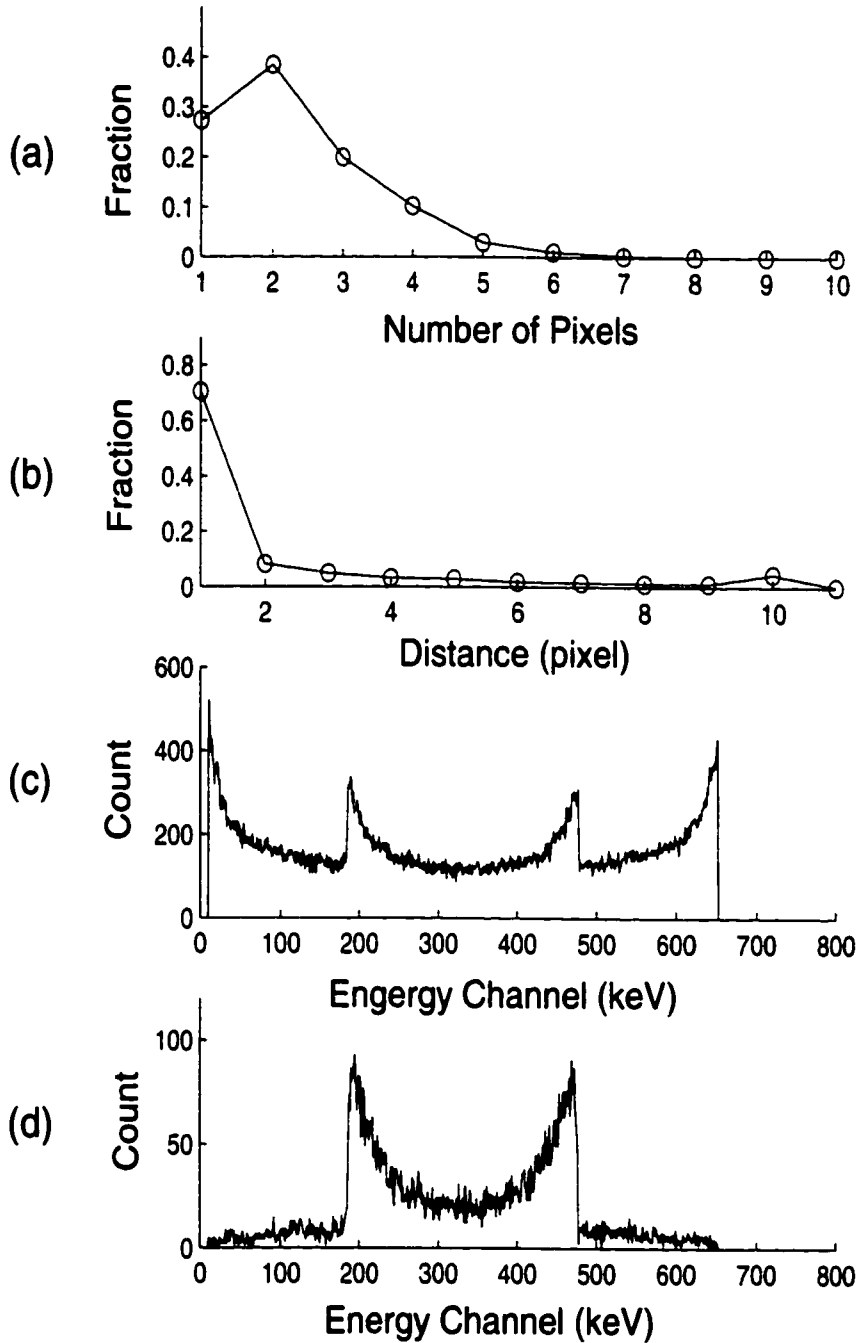 (a)
Fraction
0.4
0.3
0.2
0.1
0
1 2 3 4 5 6 7 8 9 10
Number of Pixels
(b)
Fraction
0.8
0.6
0.4
0.2
0
2 4 6 8 10
Distance (pixel)
(c)
Count
600
400
200
0
0 100 200 300 400 500 600 700 800
Engergy Channel (keV)
(d)
Count
100
50
0
0 100 200 300 400 500 600 700 800
Energy Channel (keV)